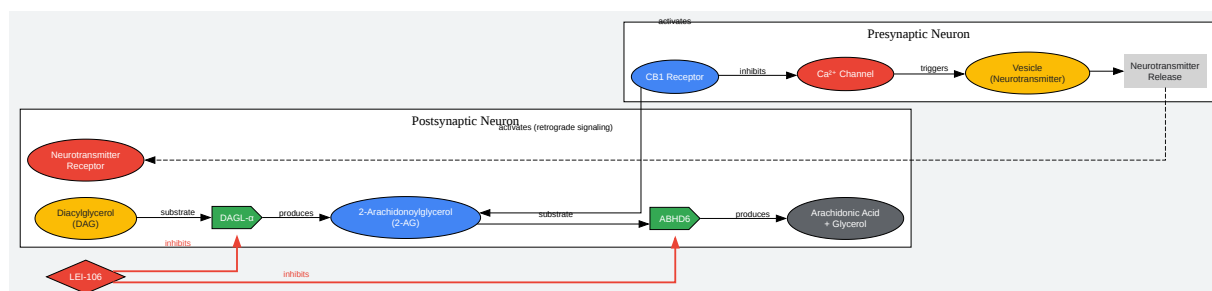 activates
Presynaptic Neuron
CB1 Receptor
inhibits
Ca²⁺ Channel
triggers
Vesicle
(Neurotransmitter)
Neurotransmitter
Release
Postsynaptic Neuron
activates (retrograde signaling)
Neurotransmitter
Receptor
Diacylglycerol
(DAG)
substrate
DAGL-α
produces
2-Arachidonoylglycerol
(2-AG)
substrate
ABHD6
produces
Arachidonic Acid
+ Glycerol
inhibits
LEI-106
inhibits